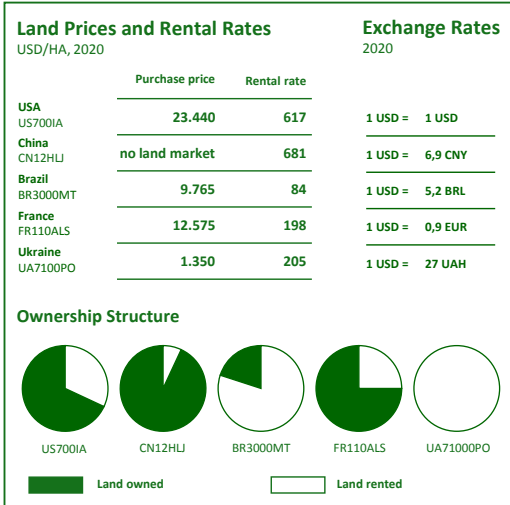 Land Prices and Rental Rates
USD/HA, 2020
Purchase price Rental rate
USA
US700IA 23.440 617
China
CN12HLJ no land market 681
Brazil
BR3000MT 9.765 84
France
FR110ALS 12.575 198
Ukraine
UA7100PO 1.350 205
Exchange Rates
2020
1 USD = 1 USD
1 USD = 6,9 CNY
1 USD = 5,2 BRL
1 USD = 0,9 EUR
1 USD = 27 UAH
Ownership Structure
US700IA CN12HLJ BR3000MT FR110ALS UA71000PO
Land owned Land rented